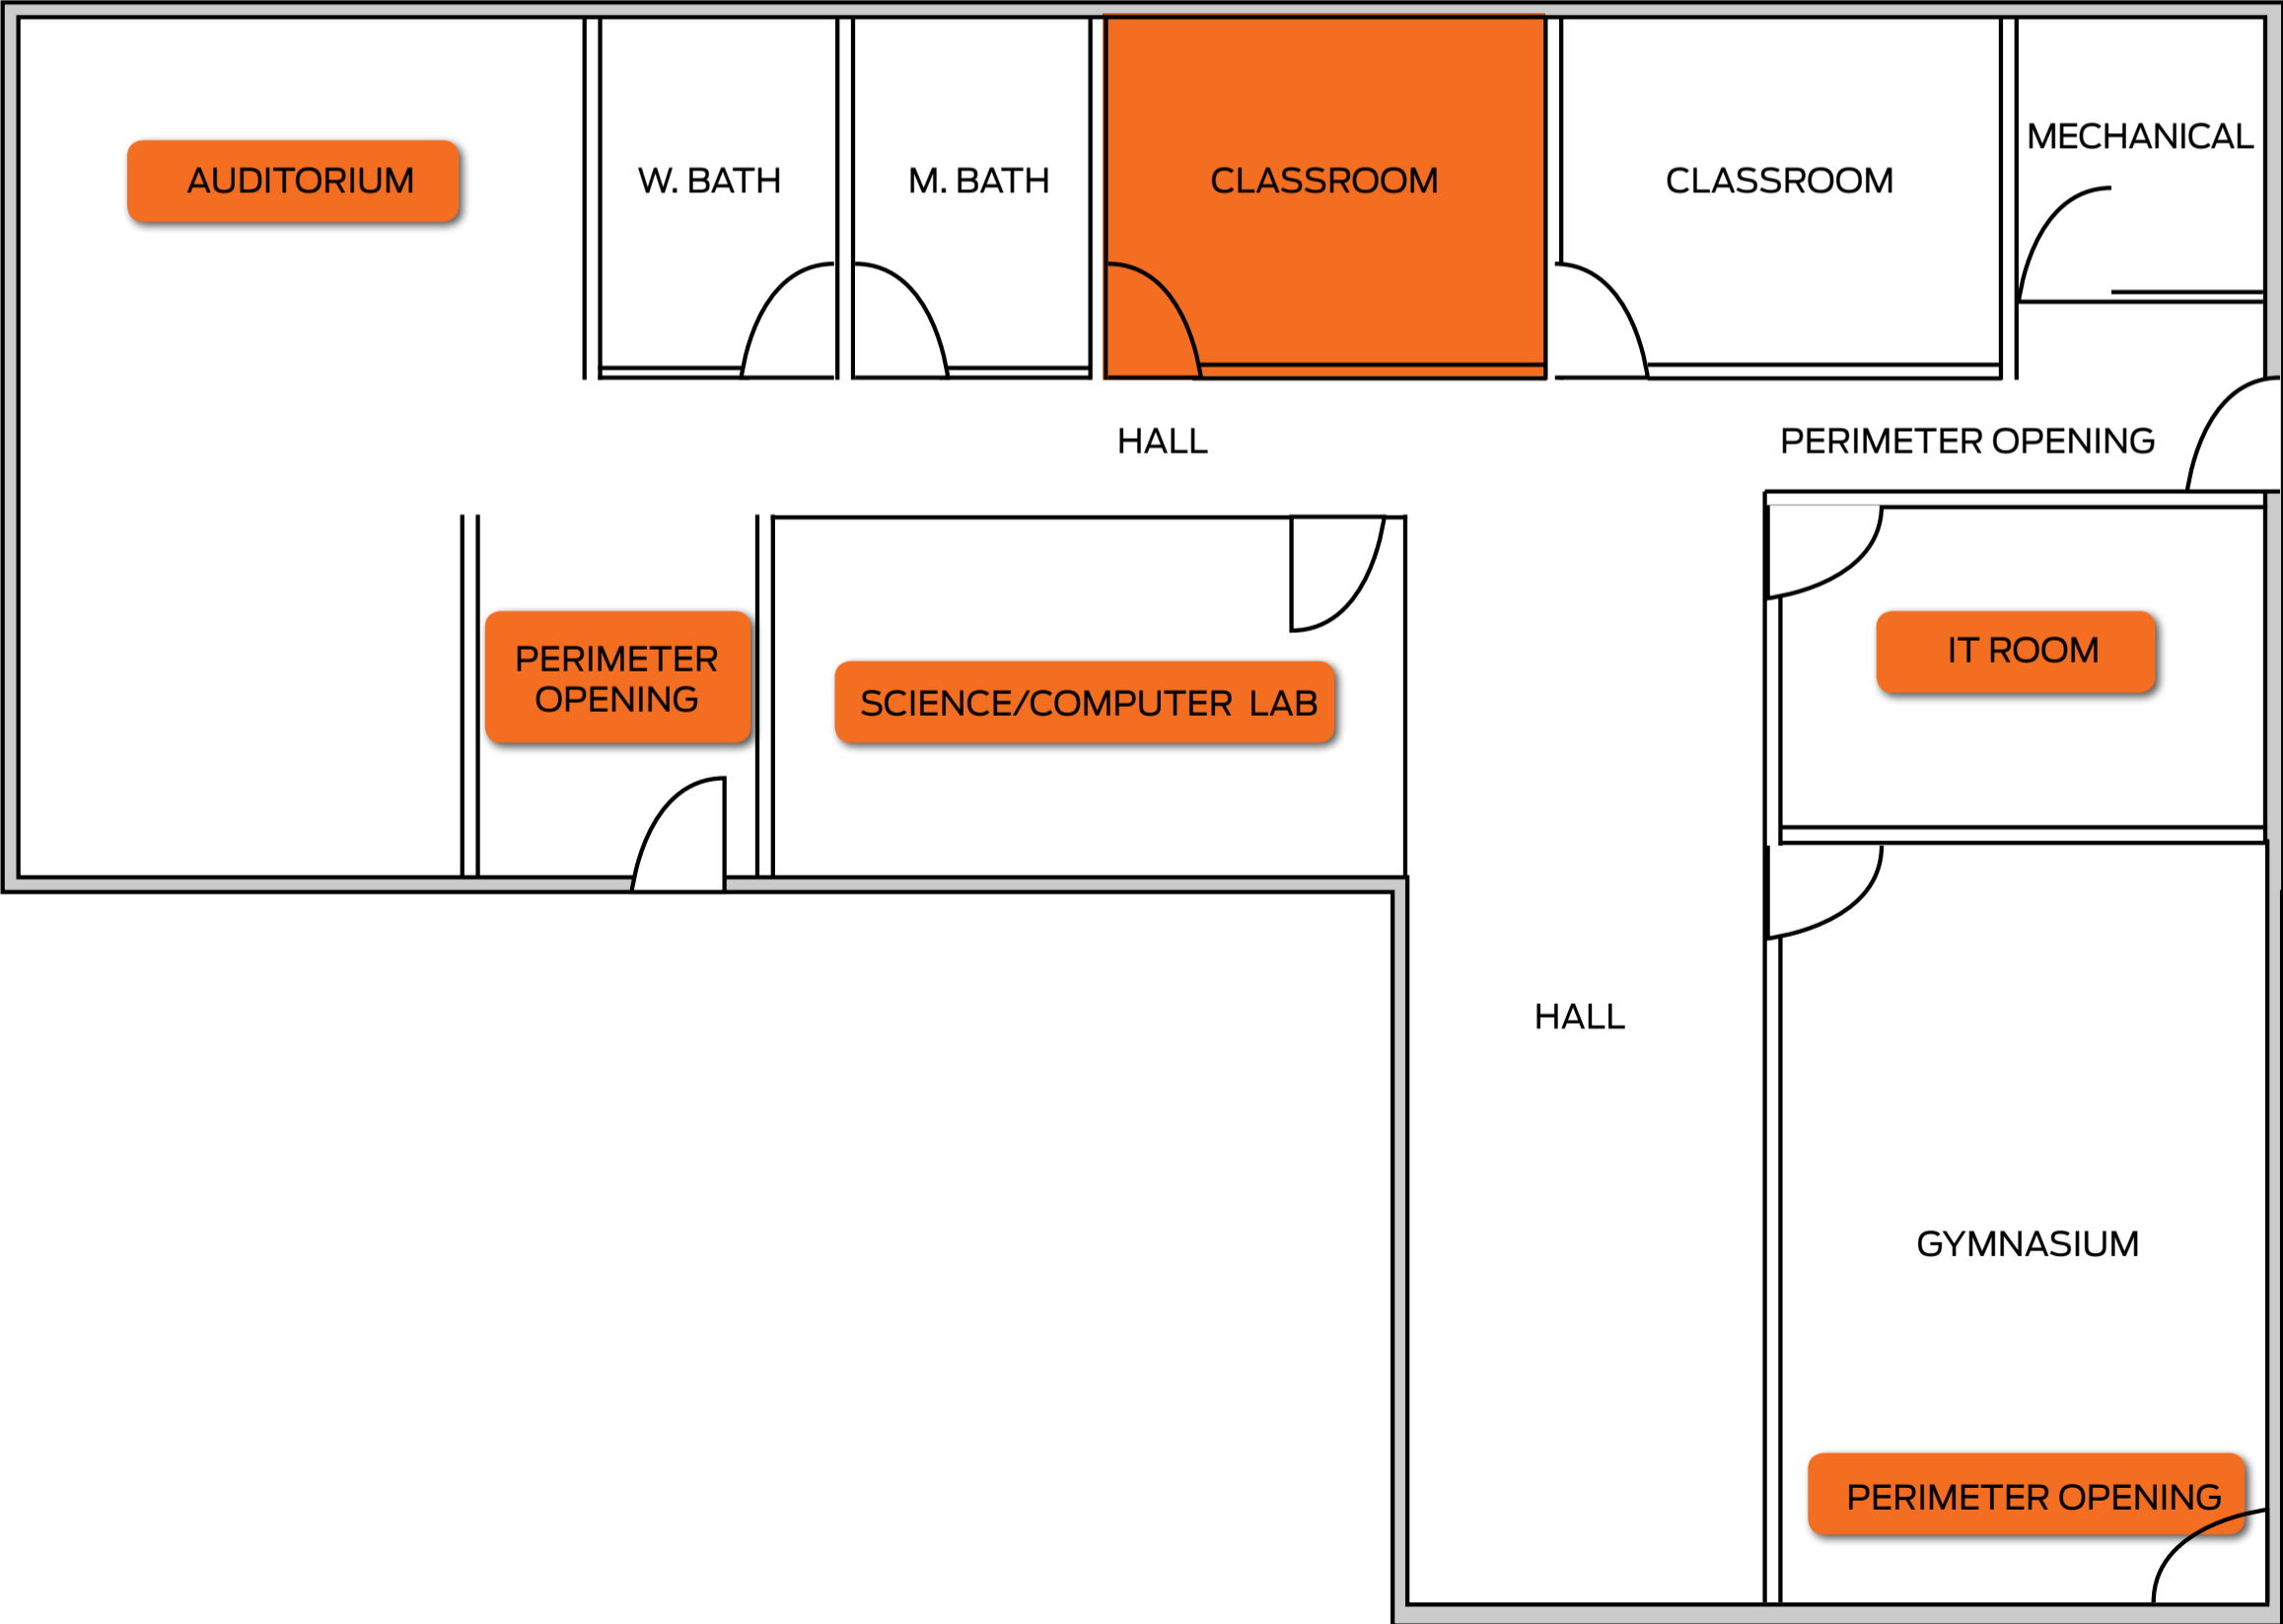 MECHANICAL
AUDITORIUM
W. BATH
M. BATH
CLASSROOM
CLASSROOM
HALL
PERIMETER OPENING
PERIMETER
OPENING
SCIENCE/COMPUTER LAB
IT ROOM
HALL
GYMNASIUM
PERIMETER OPENING